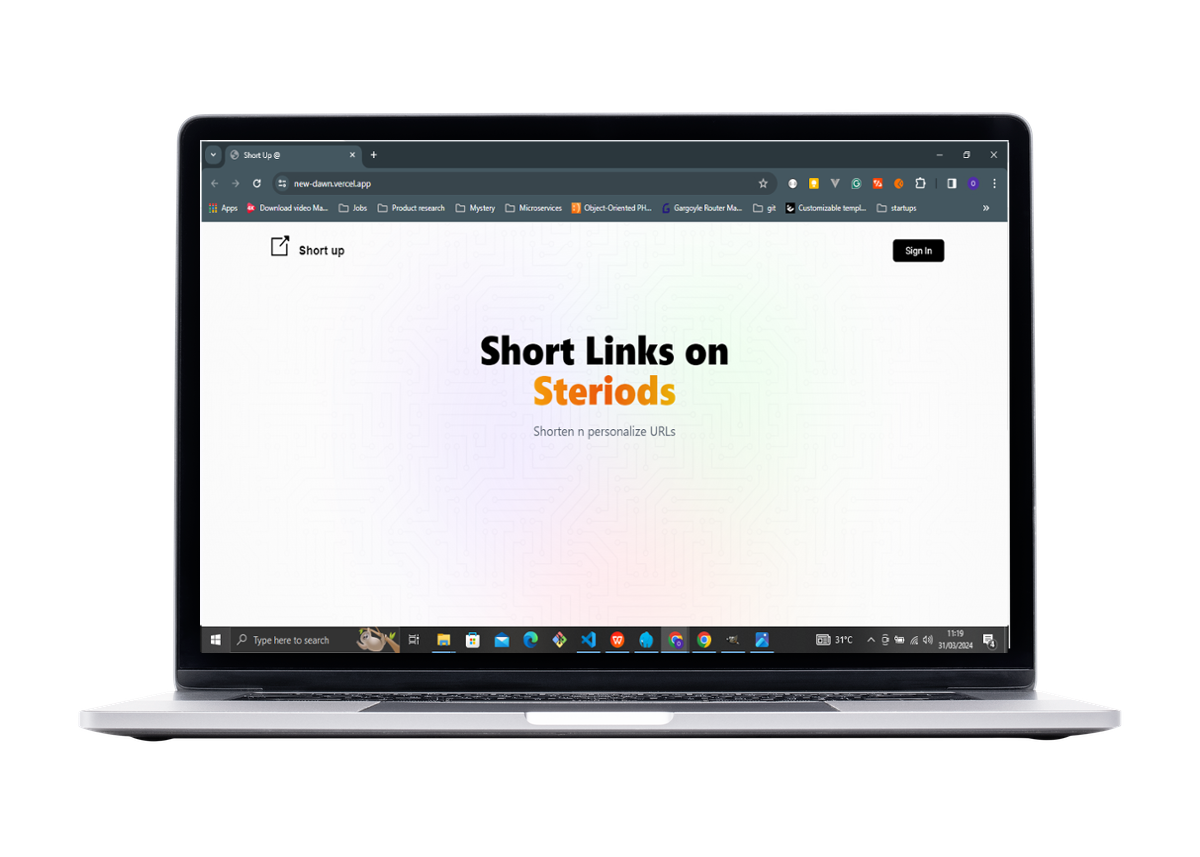 Short Up @
new-dawn.vercel.app
Apps Download video Ma... Jobs Product research Mystery Microservices Object-Oriented PH... Gargoyle Router Ma... git Customizable templ... startups »
Short up
Sign In
Short Links on
Steriods
Shorten n personalize URLs
Type here to search
31°C
11:19
31/03/2024
4